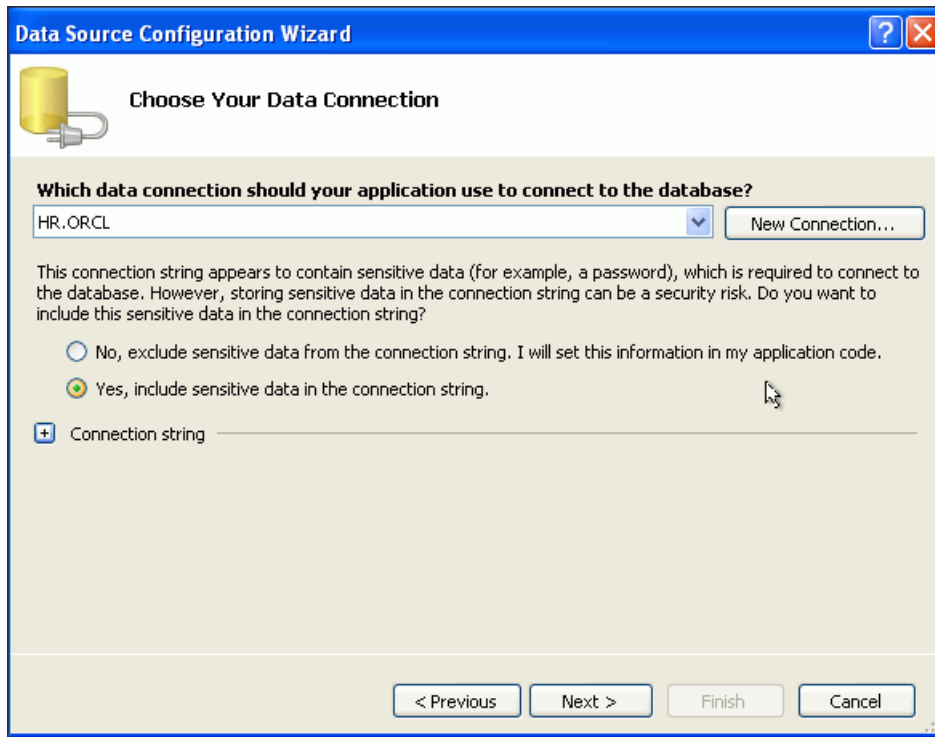 Data Source Configuration Wizard
Choose Your Data Connection
Which data connection should your application use to connect to the database?
HR.ORCL
New Connection...
This connection string appears to contain sensitive data (for example, a password), which is required to connect to
the database. However, storing sensitive data in the connection string can be a security risk. Do you want to
include this sensitive data in the connection string?
No, exclude sensitive data from the connection string. I will set this information in my application code.
Yes, include sensitive data in the connection string.
Connection string
< Previous
Next >
Finish
Cancel